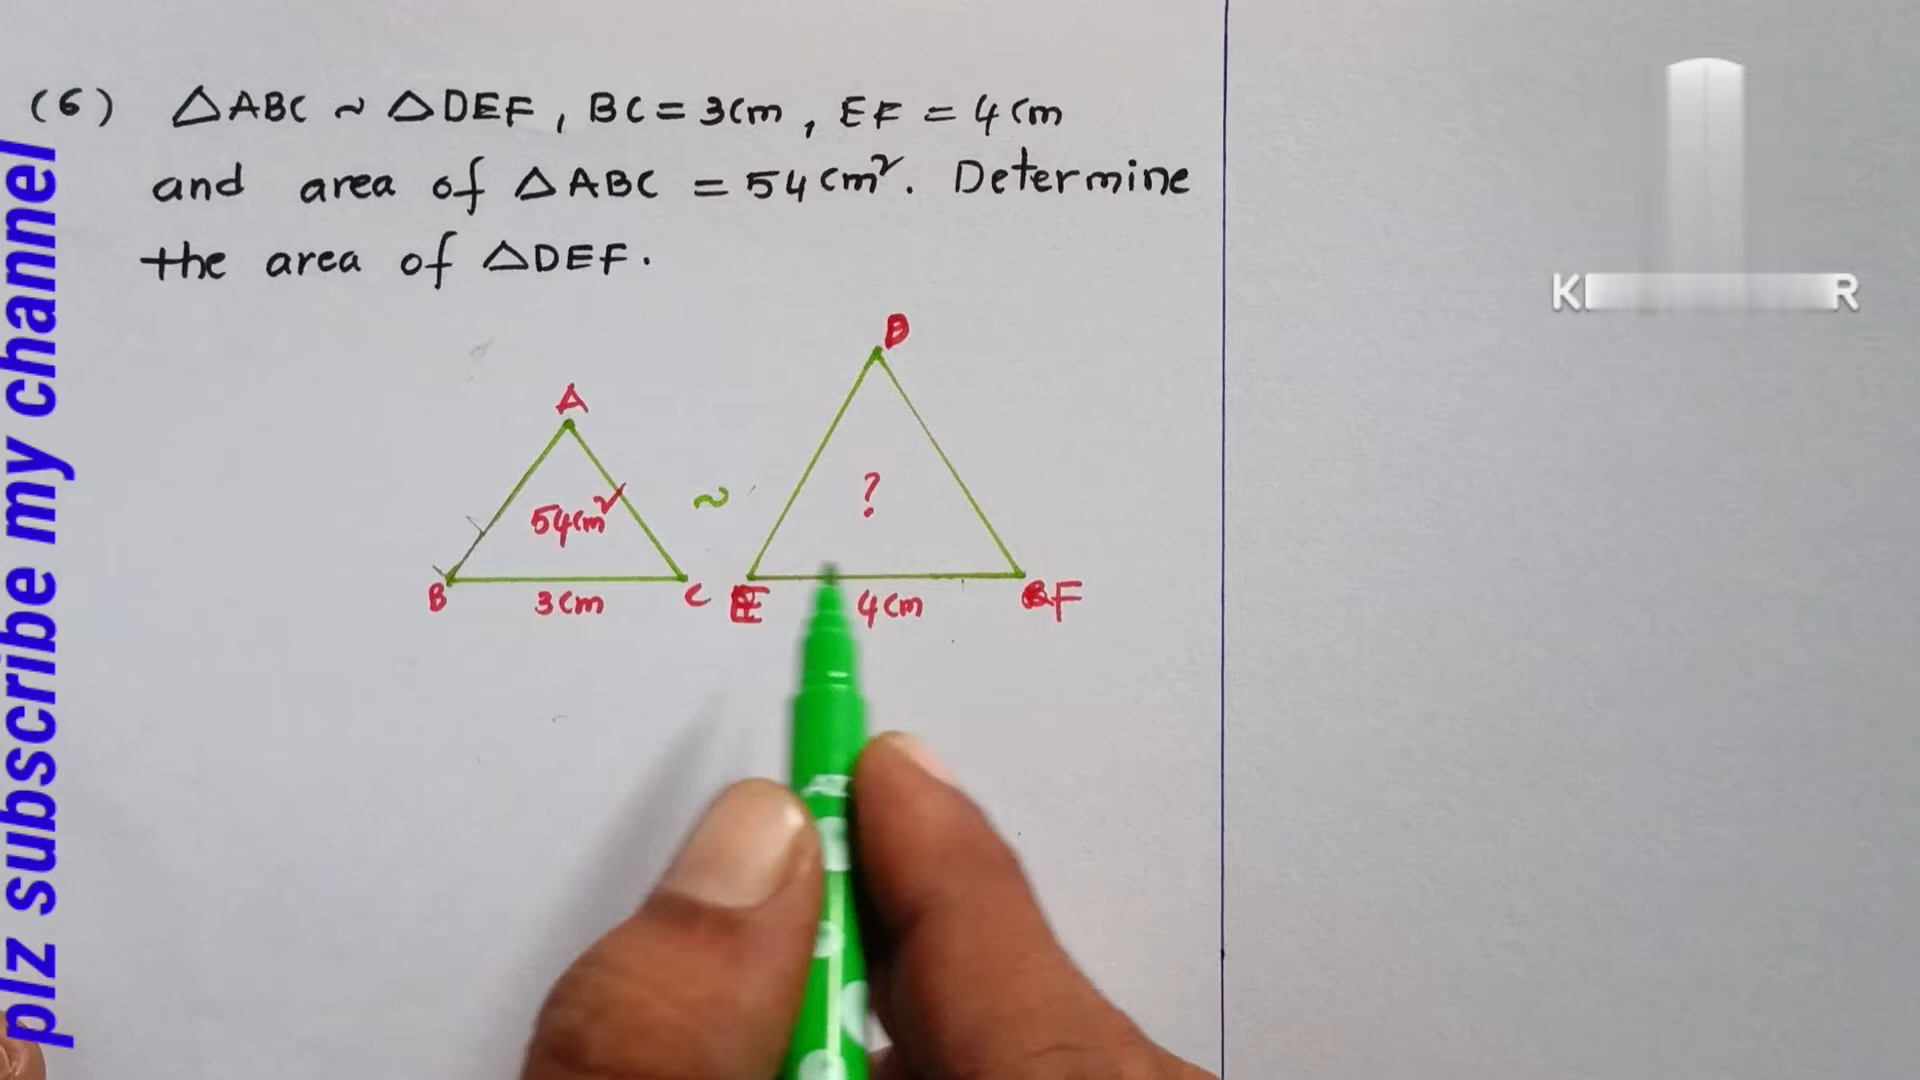 (6) △ABC ~ △DEF, BC = 3cm, EF = 4cm
and area of △ABC = 54cm². Determine
the area of △DEF.
D
A
?
54cm²
~
B 3cm C E 4cm F
plz subscribe my channel